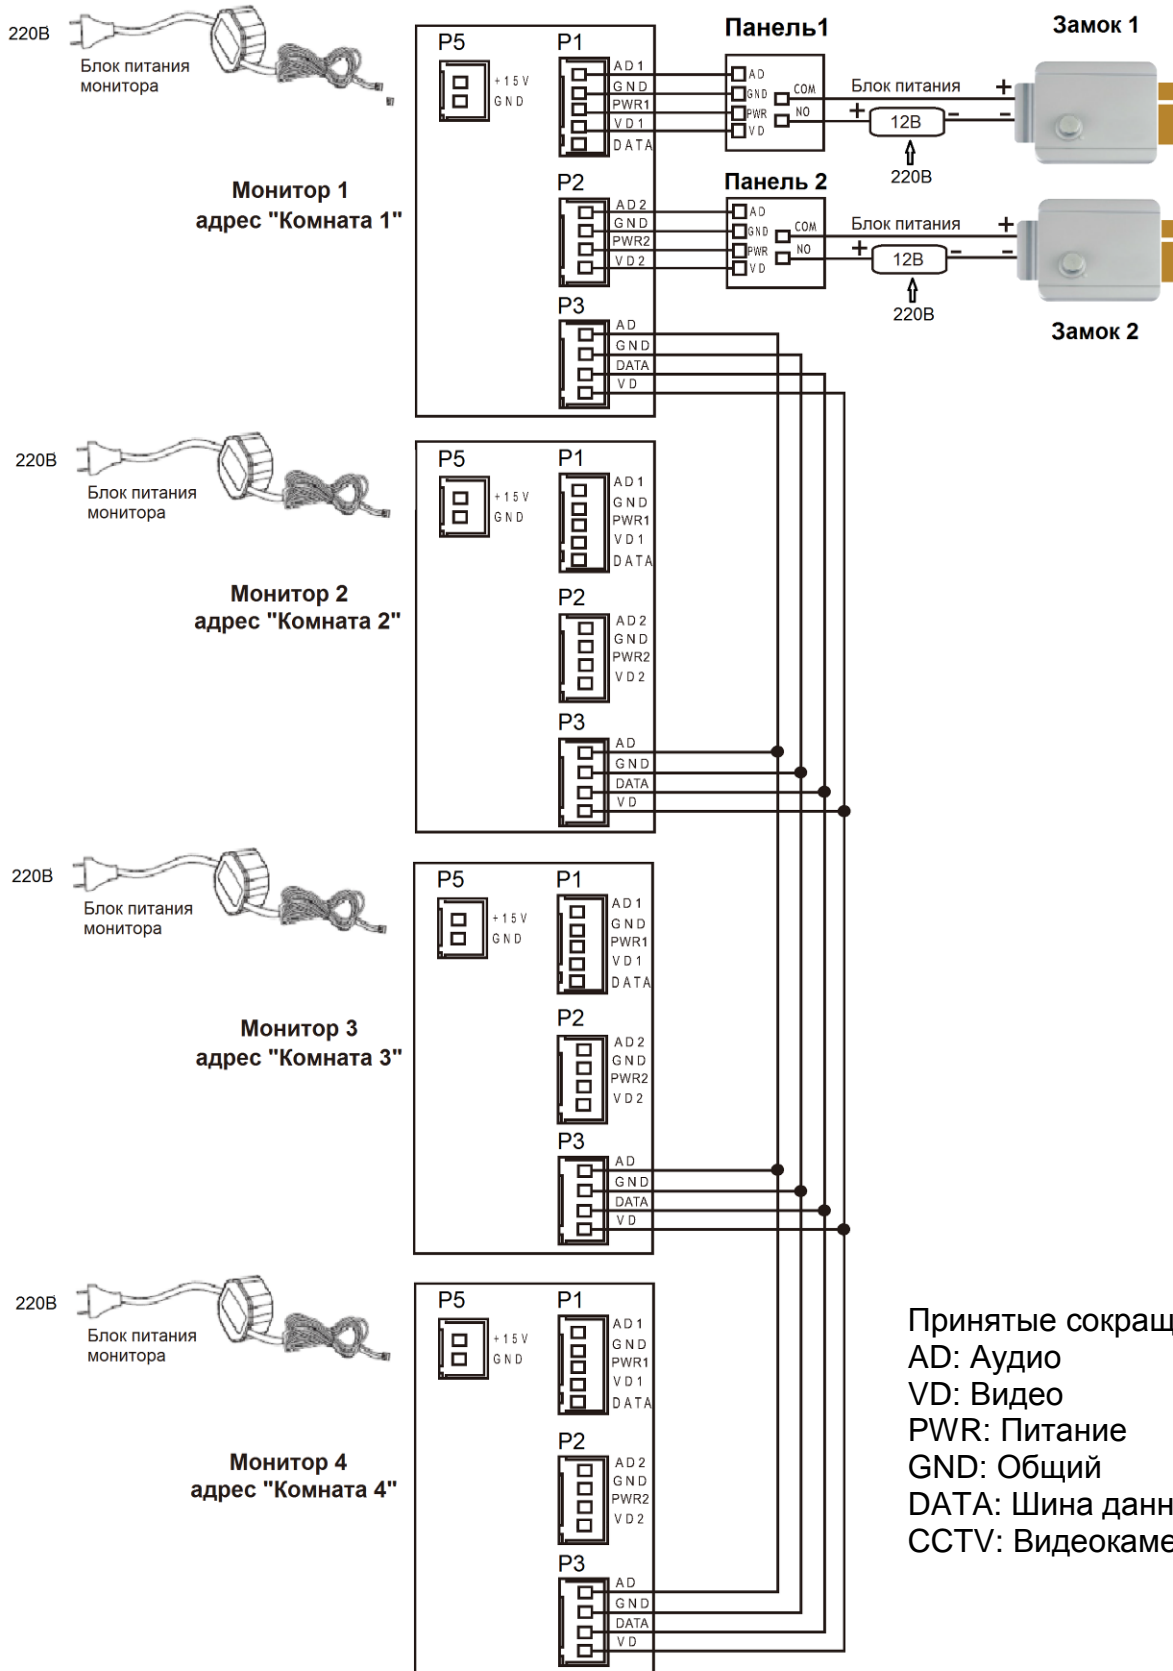 220В
Блок питания
монитора
Монитор 1
адрес "Комната 1"
P5
+15V
GND
P1
AD1
GND
PWR1
VD1
DATA
P2
AD2
GND
PWR2
VD2
P3
AD
GND
DATA
VD
Панель1
AD
GND
PWR
VD
COM
NO
Блок питания
+
+
12В
-
-
220В
Замок 1
Панель 2
AD
GND
PWR
VD
COM
NO
Блок питания
+
+
12В
-
-
220В
Замок 2
220В
Блок питания
монитора
Монитор 2
адрес "Комната 2"
P5
+15V
GND
P1
AD1
GND
PWR1
VD1
DATA
P2
AD2
GND
PWR2
VD2
P3
AD
GND
DATA
VD
220В
Блок питания
монитора
Монитор 3
адрес "Комната 3"
P5
+15V
GND
P1
AD1
GND
PWR1
VD1
DATA
P2
AD2
GND
PWR2
VD2
P3
AD
GND
DATA
VD
220В
Блок питания
монитора
Монитор 4
адрес "Комната 4"
P5
+15V
GND
P1
AD1
GND
PWR1
VD1
DATA
P2
AD2
GND
PWR2
VD2
P3
AD
GND
DATA
VD
Принятые сокращ
AD: Аудио
VD: Видео
PWR: Питание
GND: Общий
DATA: Шина данн
CCTV: Видеокаме